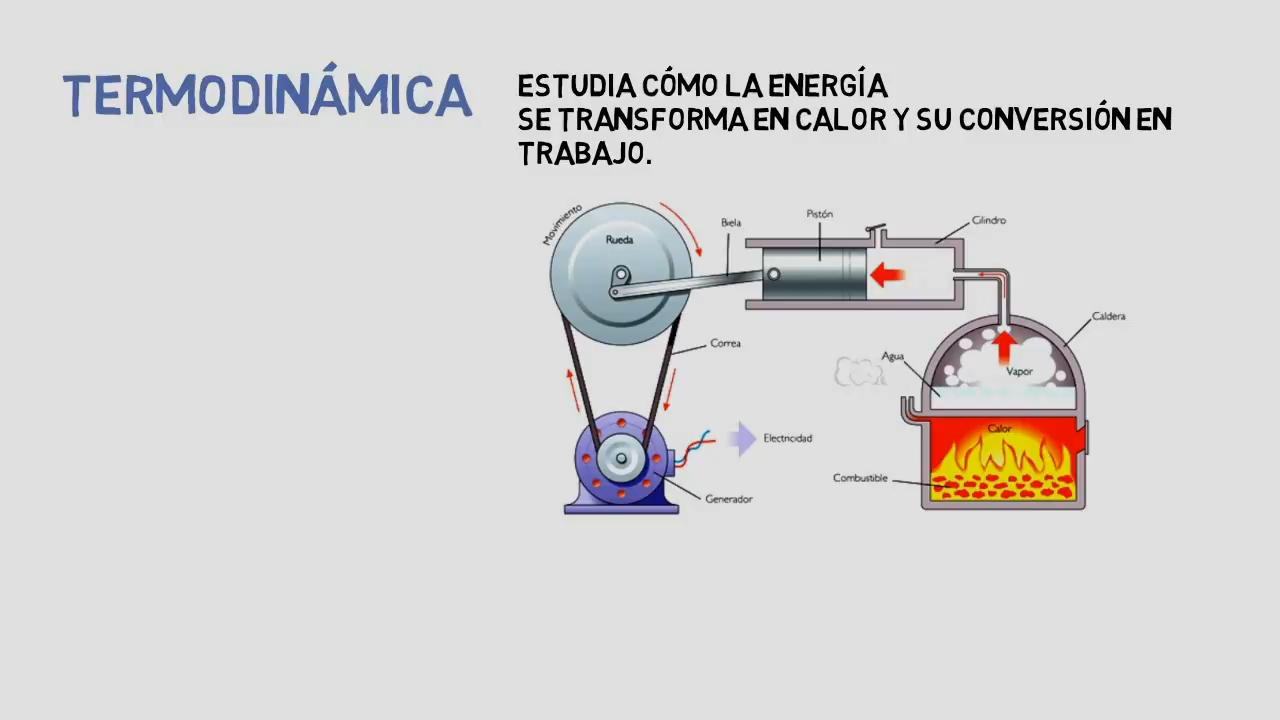 TERMODINÁMICA
ESTUDIA CÓMO LA ENERGÍA
SE TRANSFORMA EN CALOR Y SU CONVERSIÓN EN
TRABAJO.
Movimiento
Rueda
Biela
Pistón
Cilindro
Caldera
Correa
Agua
Vapor
Calor
Electricidad
Combustible
Generador